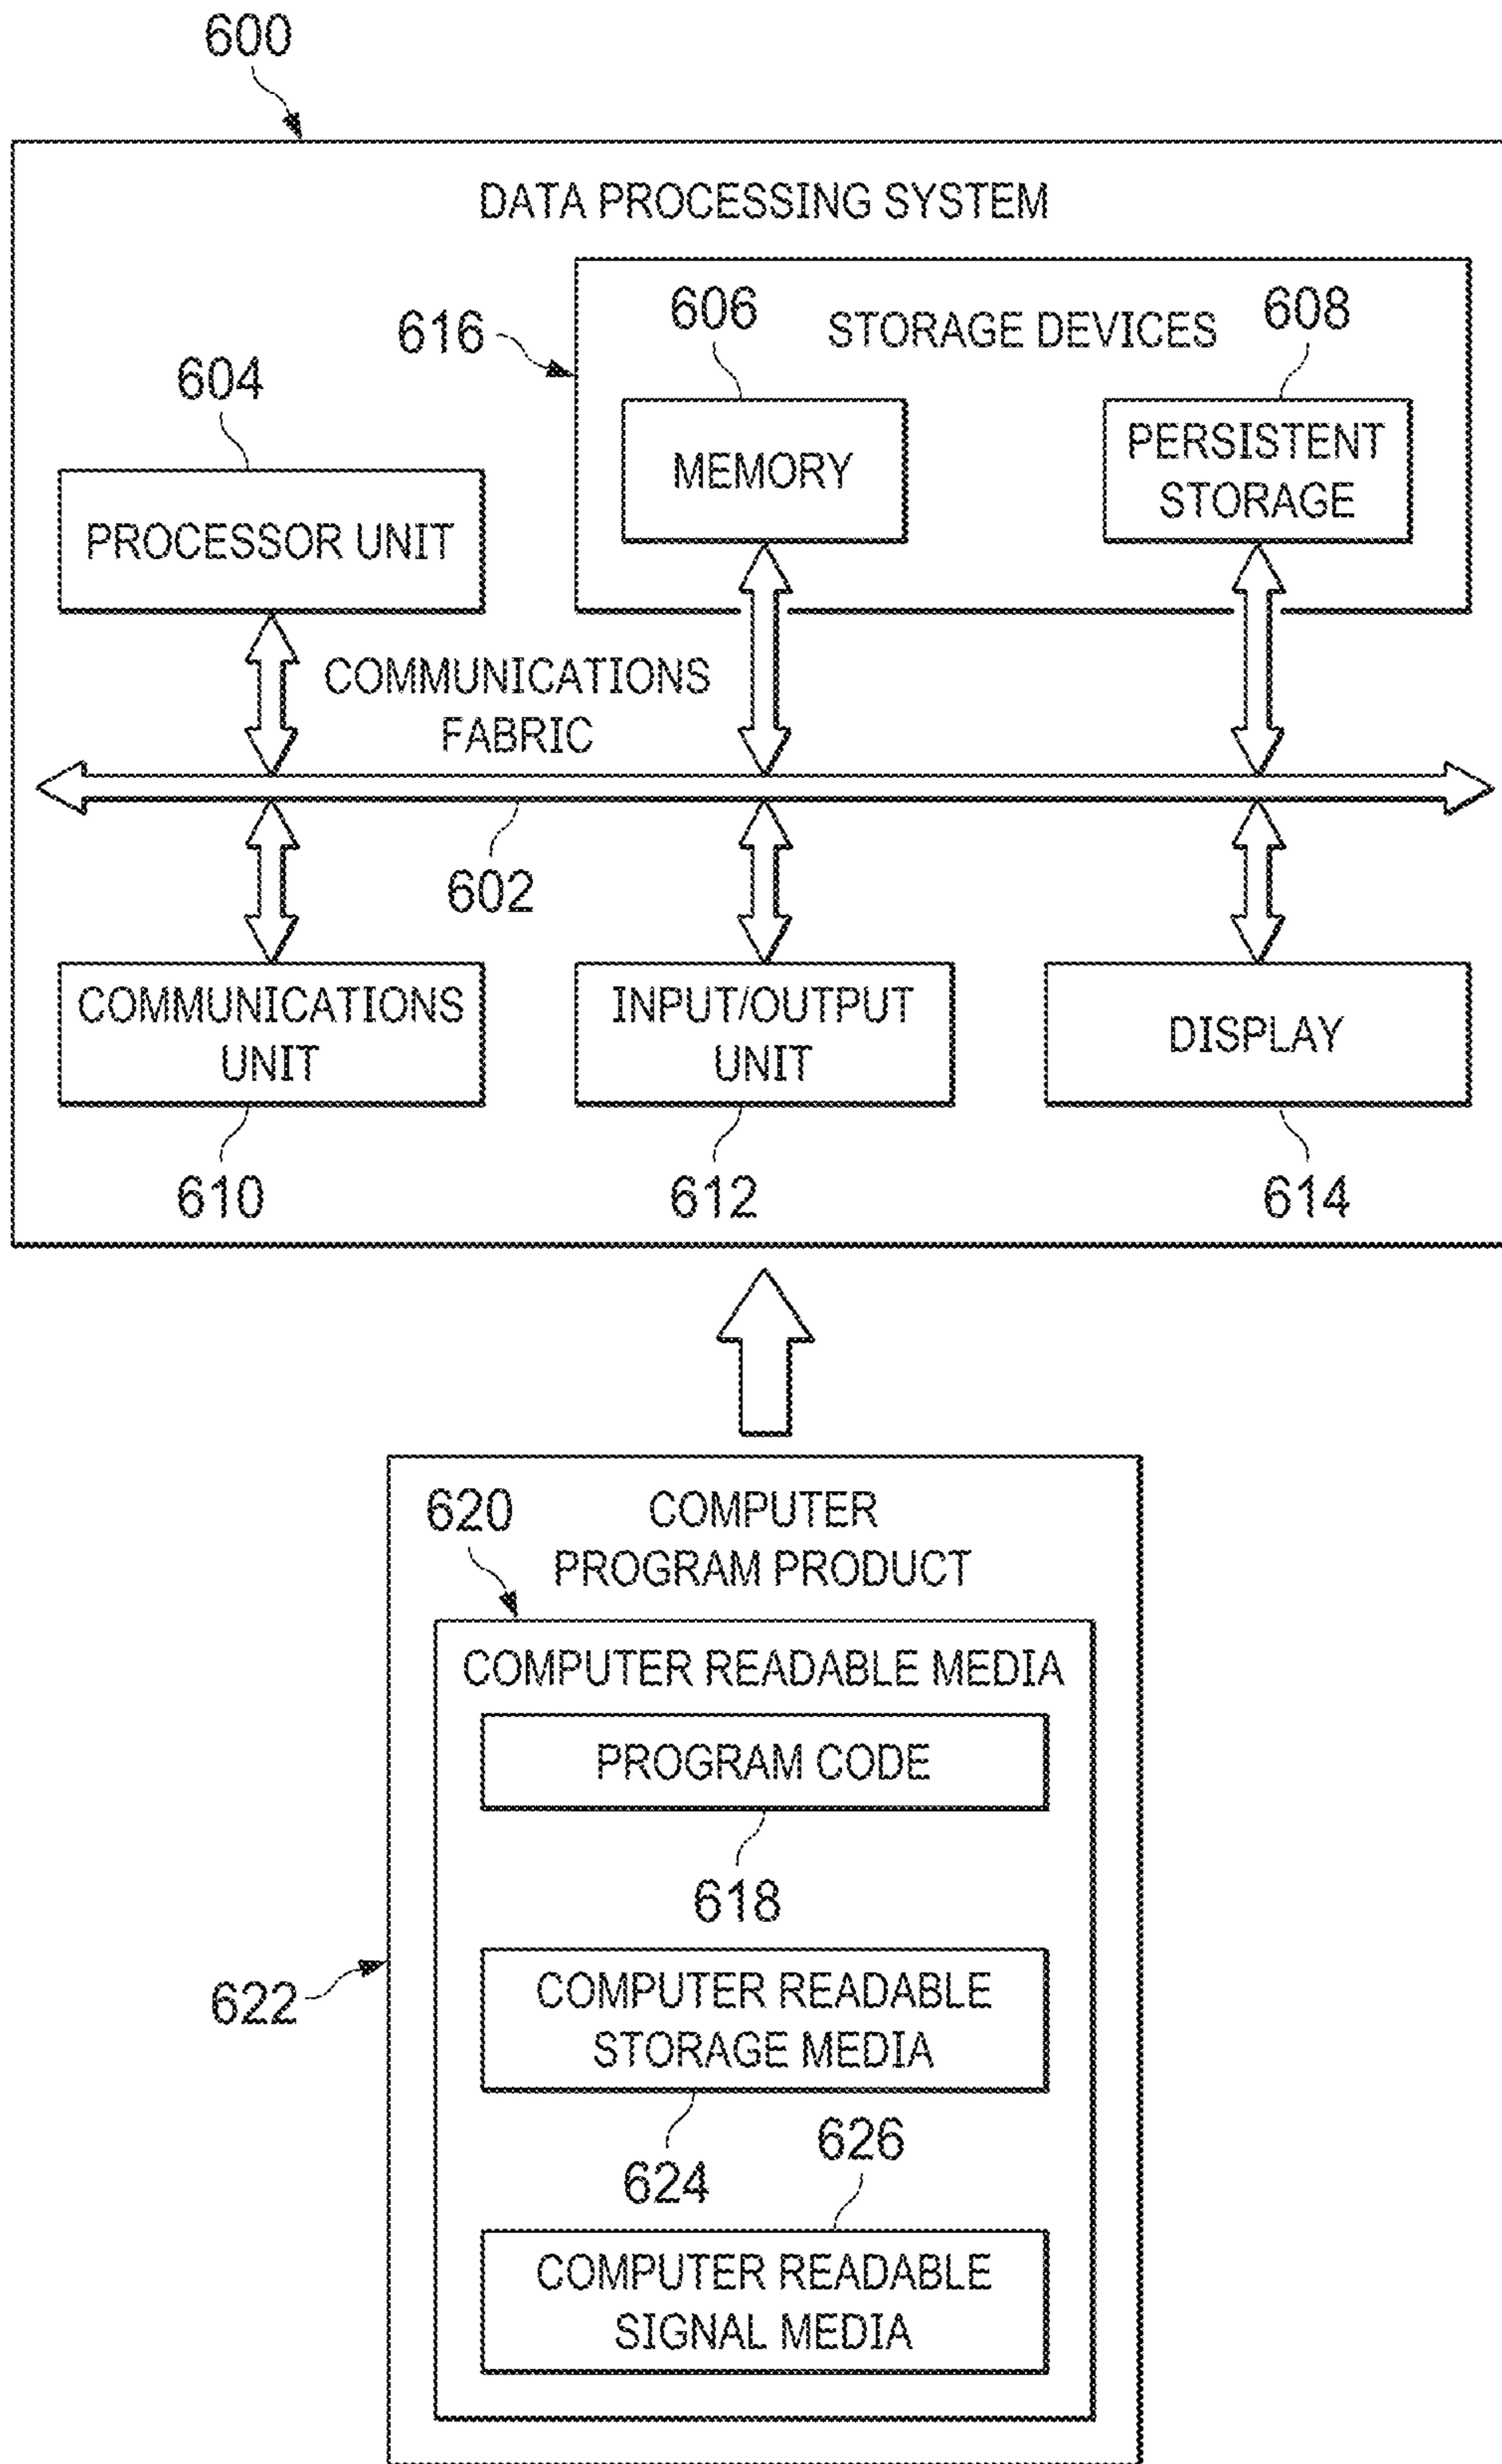 600
DATA PROCESSING SYSTEM
616
606
STORAGE DEVICES
608
604
MEMORY
PERSISTENT
STORAGE
PROCESSOR UNIT
COMMUNICATIONS
FABRIC
602
COMMUNICATIONS
UNIT
INPUT/OUTPUT
UNIT
DISPLAY
610
612
614
620
COMPUTER
PROGRAM PRODUCT
COMPUTER READABLE MEDIA
PROGRAM CODE
618
622
COMPUTER READABLE
STORAGE MEDIA
624
626
COMPUTER READABLE
SIGNAL MEDIA